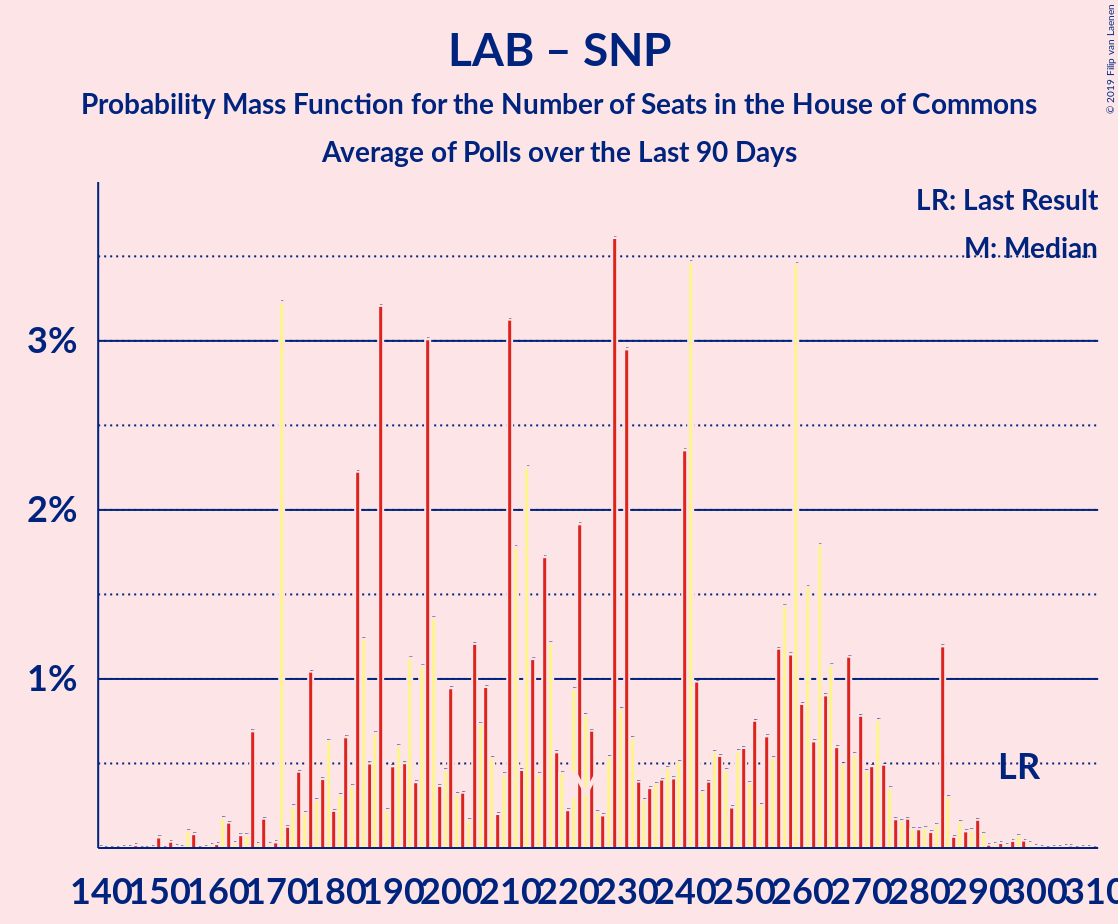 LAB – SNP
Probability Mass Function for the Number of Seats in the House of Commons
Average of Polls over the Last 90 Days
© 2019 Filip van Laenen
LR: Last Result
M: Median
3%
2%
1%
LR
140 150 160 170 180 190 200 210 220 230 240 250 260 270 280 290 300 310